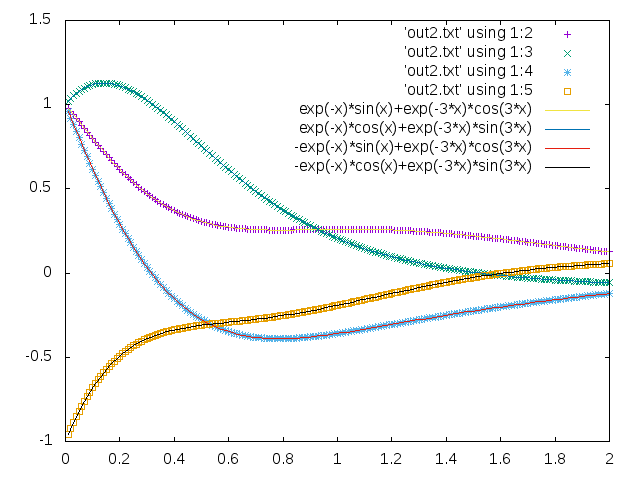 1.5
1
0.5
0
-0.5
-1
'out2.txt' using 1:2
'out2.txt' using 1:3
'out2.txt' using 1:4
'out2.txt' using 1:5
exp(-x)*sin(x)+exp(-3*x)*cos(3*x)
exp(-x)*cos(x)+exp(-3*x)*sin(3*x)
-exp(-x)*sin(x)+exp(-3*x)*cos(3*x)
-exp(-x)*cos(x)+exp(-3*x)*sin(3*x)
0 0.2 0.4 0.6 0.8 1 1.2 1.4 1.6 1.8 2